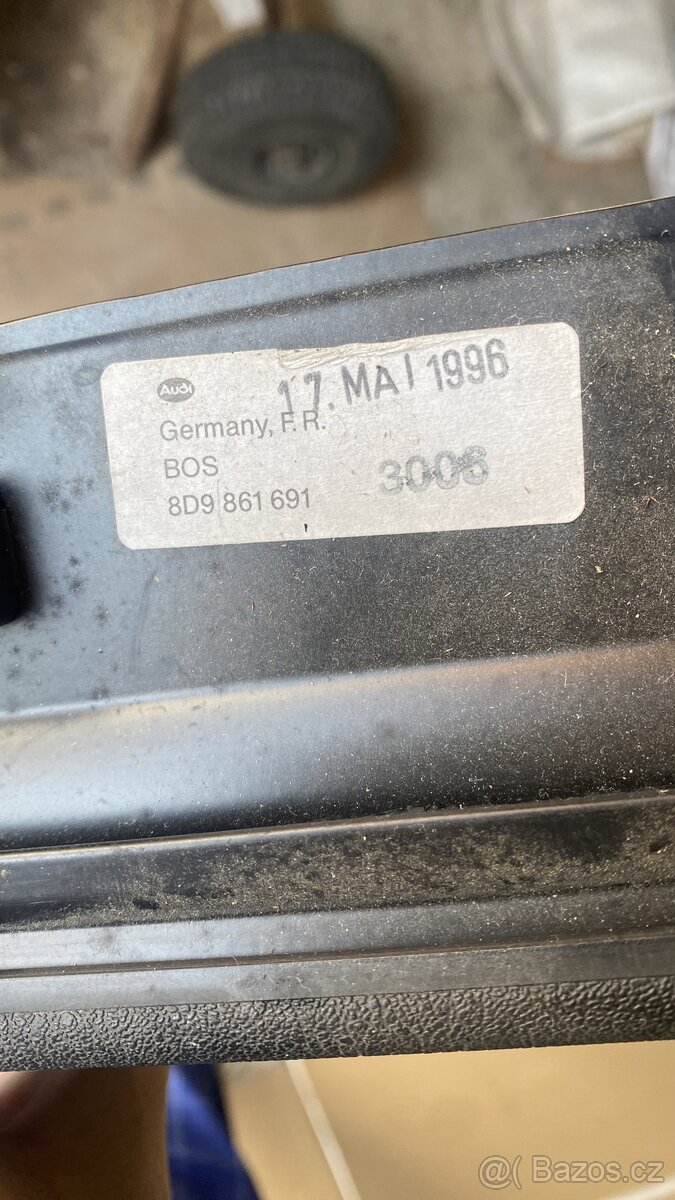 Audi
17. MAI 1996
Germany, F.R.
BOS
3006
8D9 861 691
@( Bazos.cz